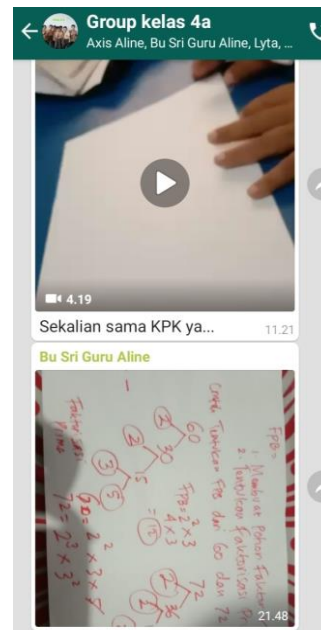 Group kelas 4a
Axis Aline, Bu Sri Guru Aline, Lyta, ...
4.19
Sekalian sama KPK ya...
11.21
Bu Sri Guru Aline
FPB =
1. Membuat Pohon Faktor
2. Tentukan Faktorisasi Pr
Contoh Tentukan FPB dari 60 dan 72
60
72
2
30
2
36
2
15
3
5
FPB = 2² × 3
4 × 3
= 12
Faktorisasi
Prima
60 = 2² × 3 ×
72 = 2³ × 3²
21.48